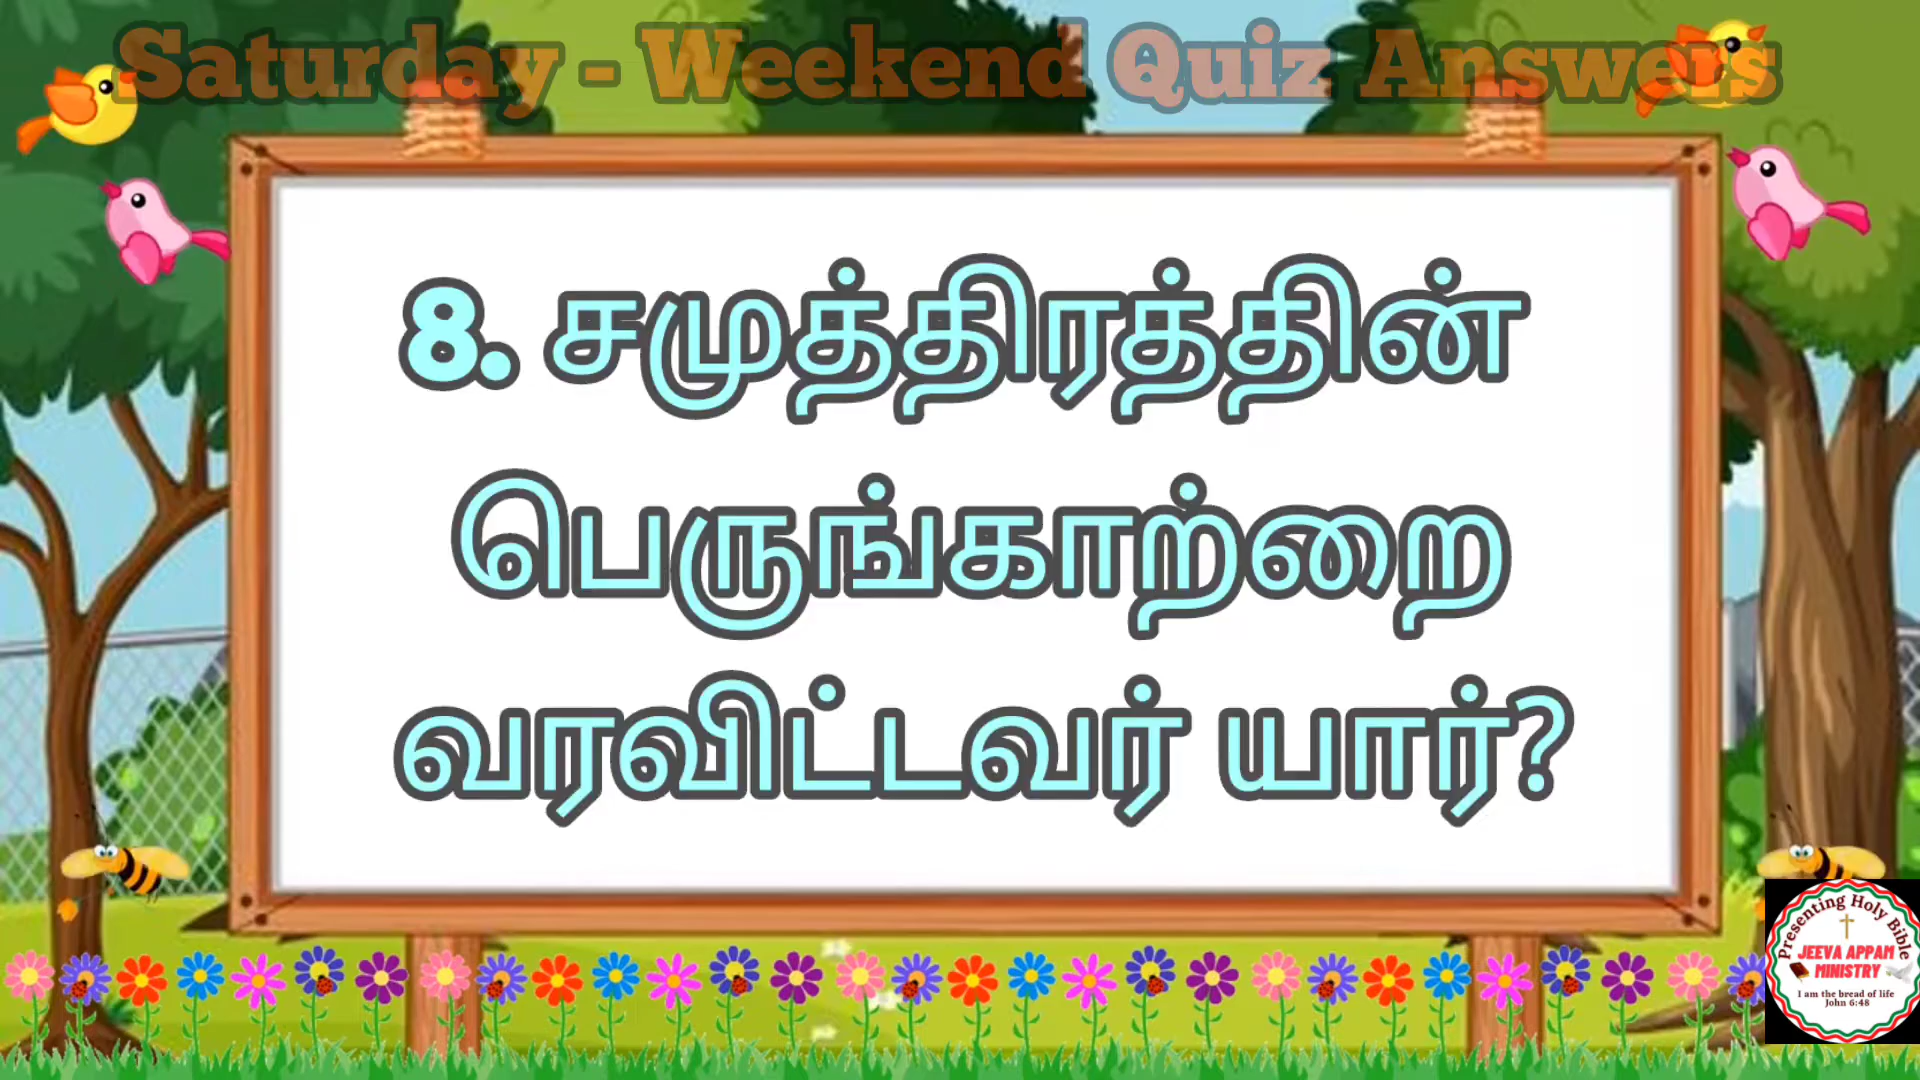 Saturday - Weekend Quiz Answers
8. சமுத்திரத்தின்
பெருங்காற்றை
வரவிட்டவர் யார்?
Presenting Holy Bible
JEEVA APPAM
MINISTRY
I am the bread of life
John 6:48